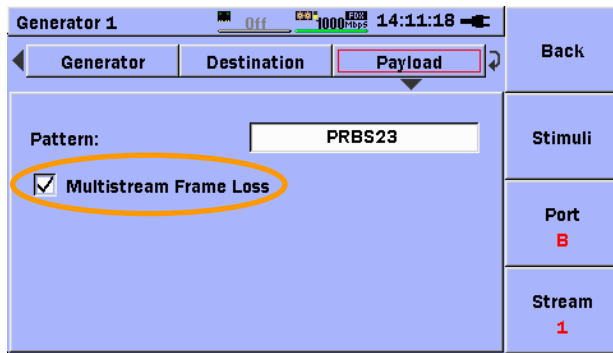 Generator 1
Off
1000 FDX Mbps
14:11:18
Generator
Destination
Payload
Pattern:
PRBS23
Multistream Frame Loss
Back
Stimuli
Port
B
Stream
1